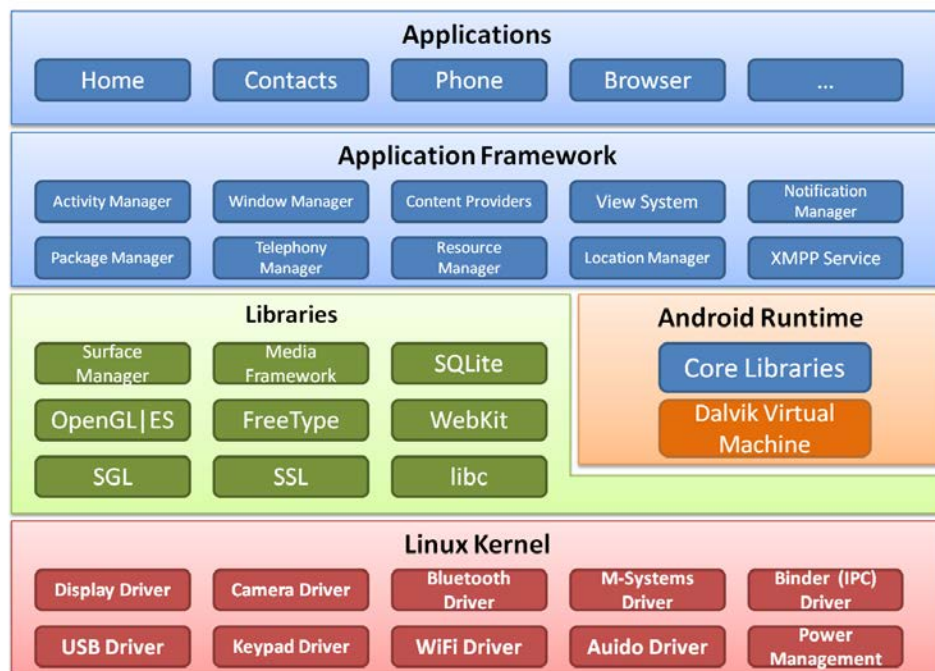 Applications
Home
Contacts
Phone
Browser
...
Application Framework
Activity Manager
Window Manager
Content Providers
View System
Notification
Manager
Package Manager
Telephony
Manager
Resource
Manager
Location Manager
XMPP Service
Libraries
Surface
Manager
Media
Framework
SQLite
OpenGL|ES
FreeType
WebKit
SGL
SSL
libc
Android Runtime
Core Libraries
Dalvik Virtual
Machine
Linux Kernel
Display Driver
Camera Driver
Bluetooth
Driver
M-Systems
Driver
Binder (IPC)
Driver
USB Driver
Keypad Driver
WiFi Driver
Auido Driver
Power
Management